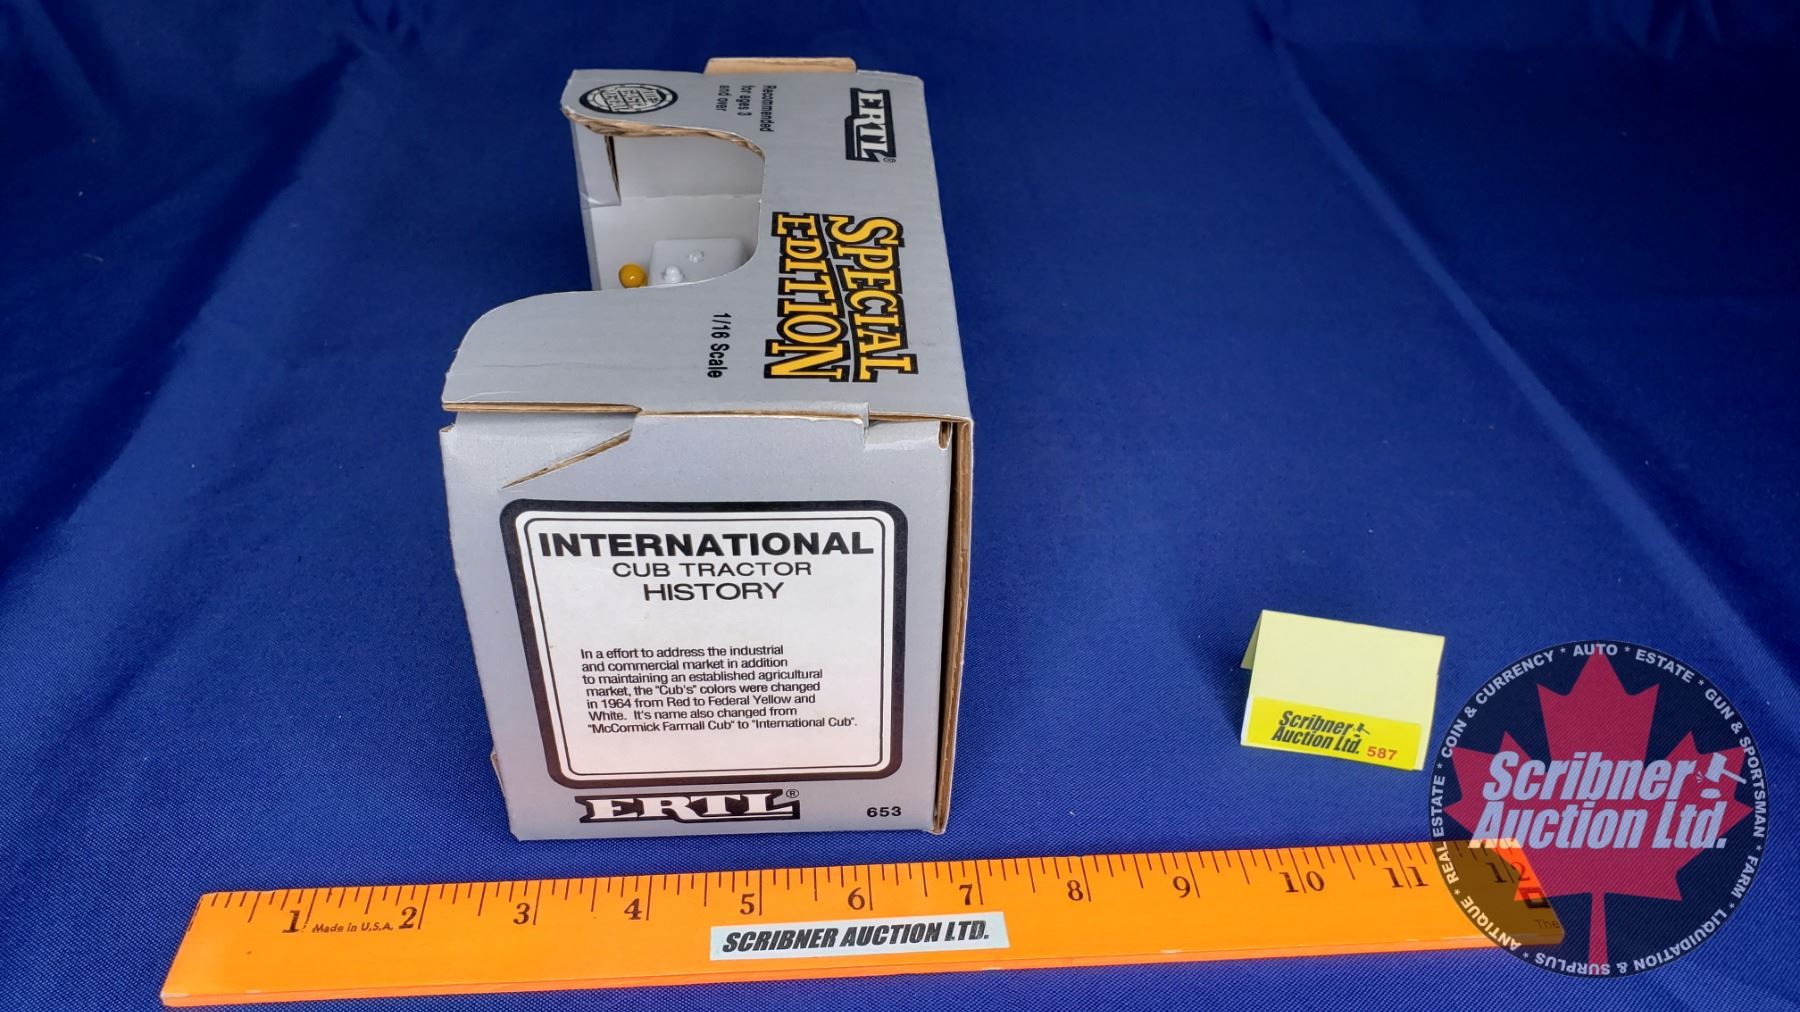 THE ERTL TEAM
Recommended
for ages 3
and over
ERTL®
SPECIAL
EDITION
1/16 Scale
INTERNATIONAL
CUB TRACTOR
HISTORY
In a effort to address the industrial
and commercial market in addition
to maintaining an established agricultural
market, the "Cub's" colors were changed
in 1964 from Red to Federal Yellow and
White. It's name also changed from
"McCormick Farmall Cub" to "International Cub".
ERTL®
653
Scribner
Auction Ltd. 587
1 2 3 4 5 6 7 8 9 10 11 12
Made in U.S.A.
The
SCRIBNER AUCTION LTD.
Scribner
Auction Ltd.
ANTIQUE * REAL ESTATE * COIN & CURRENCY * AUTO * ESTATE * GUN & SPORTSMAN * FARM * LIQUIDATION & SURPLUS *